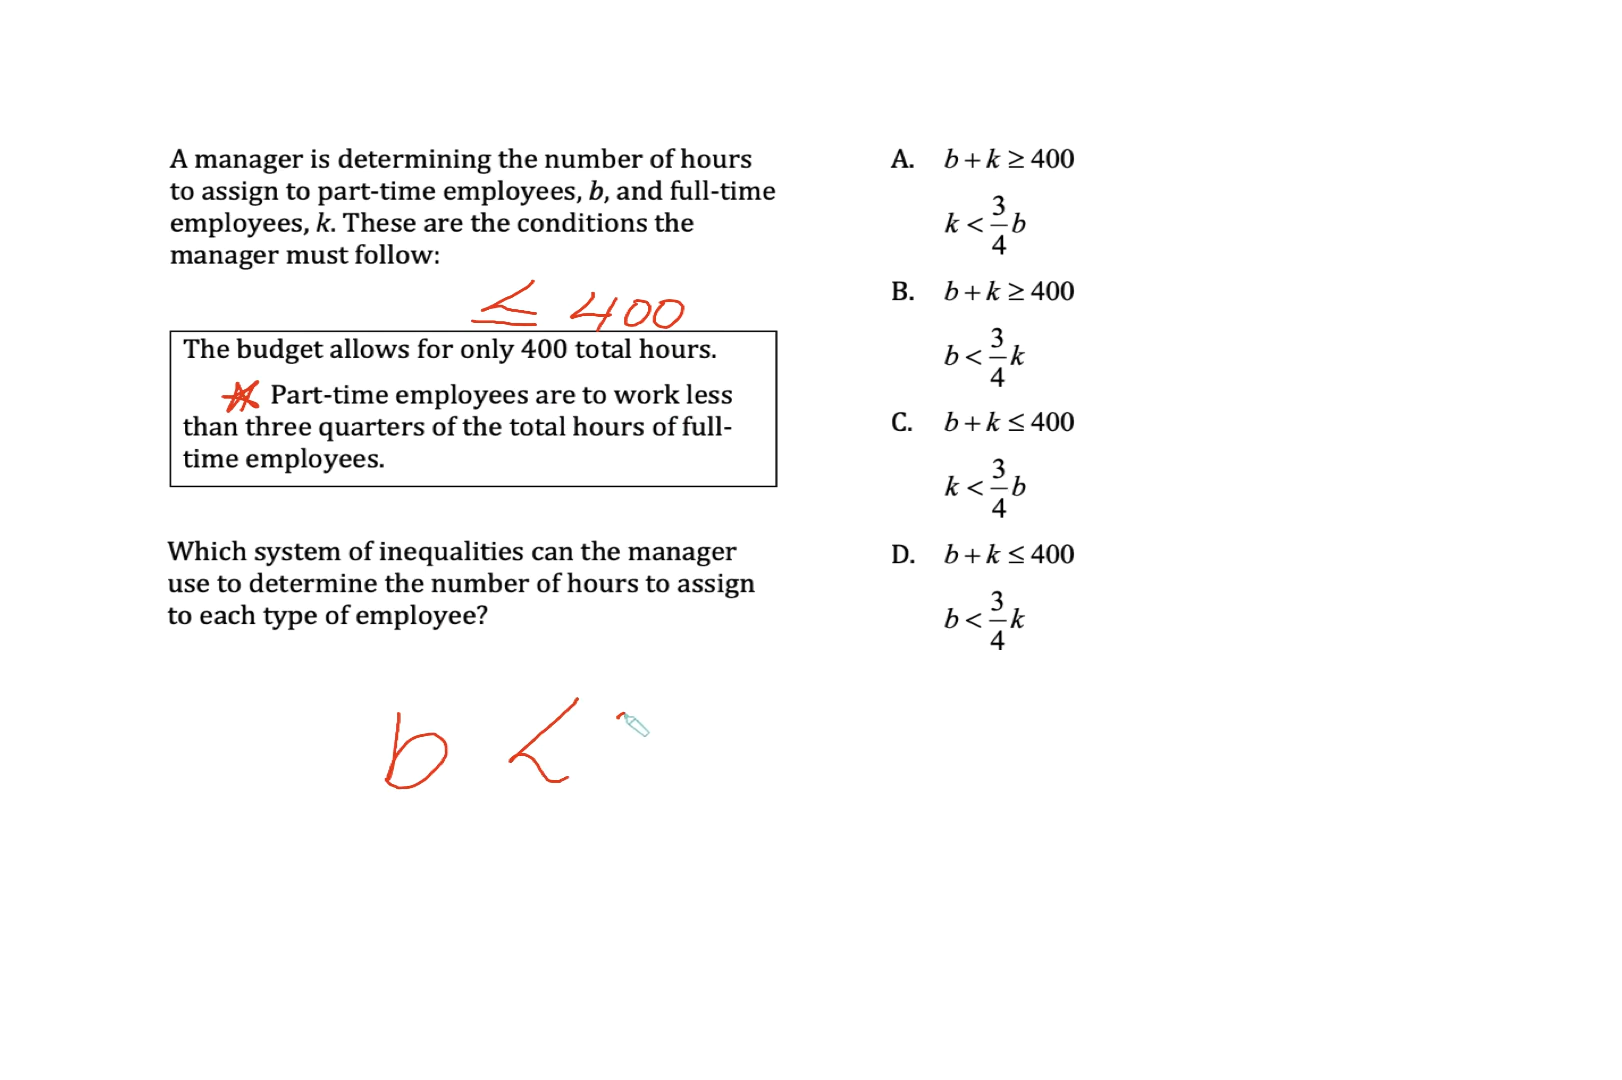 A manager is determining the number of hours
to assign to part-time employees, b, and full-time
employees, k. These are the conditions the
manager must follow:
≤ 400
The budget allows for only 400 total hours.
Part-time employees are to work less
than three quarters of the total hours of full-
time employees.
Which system of inequalities can the manager
use to determine the number of hours to assign
to each type of employee?
b <
A. b + k ≥ 400
k < 3/4 b
B. b + k ≥ 400
b < 3/4 k
C. b + k ≤ 400
k < 3/4 b
D. b + k ≤ 400
b < 3/4 k